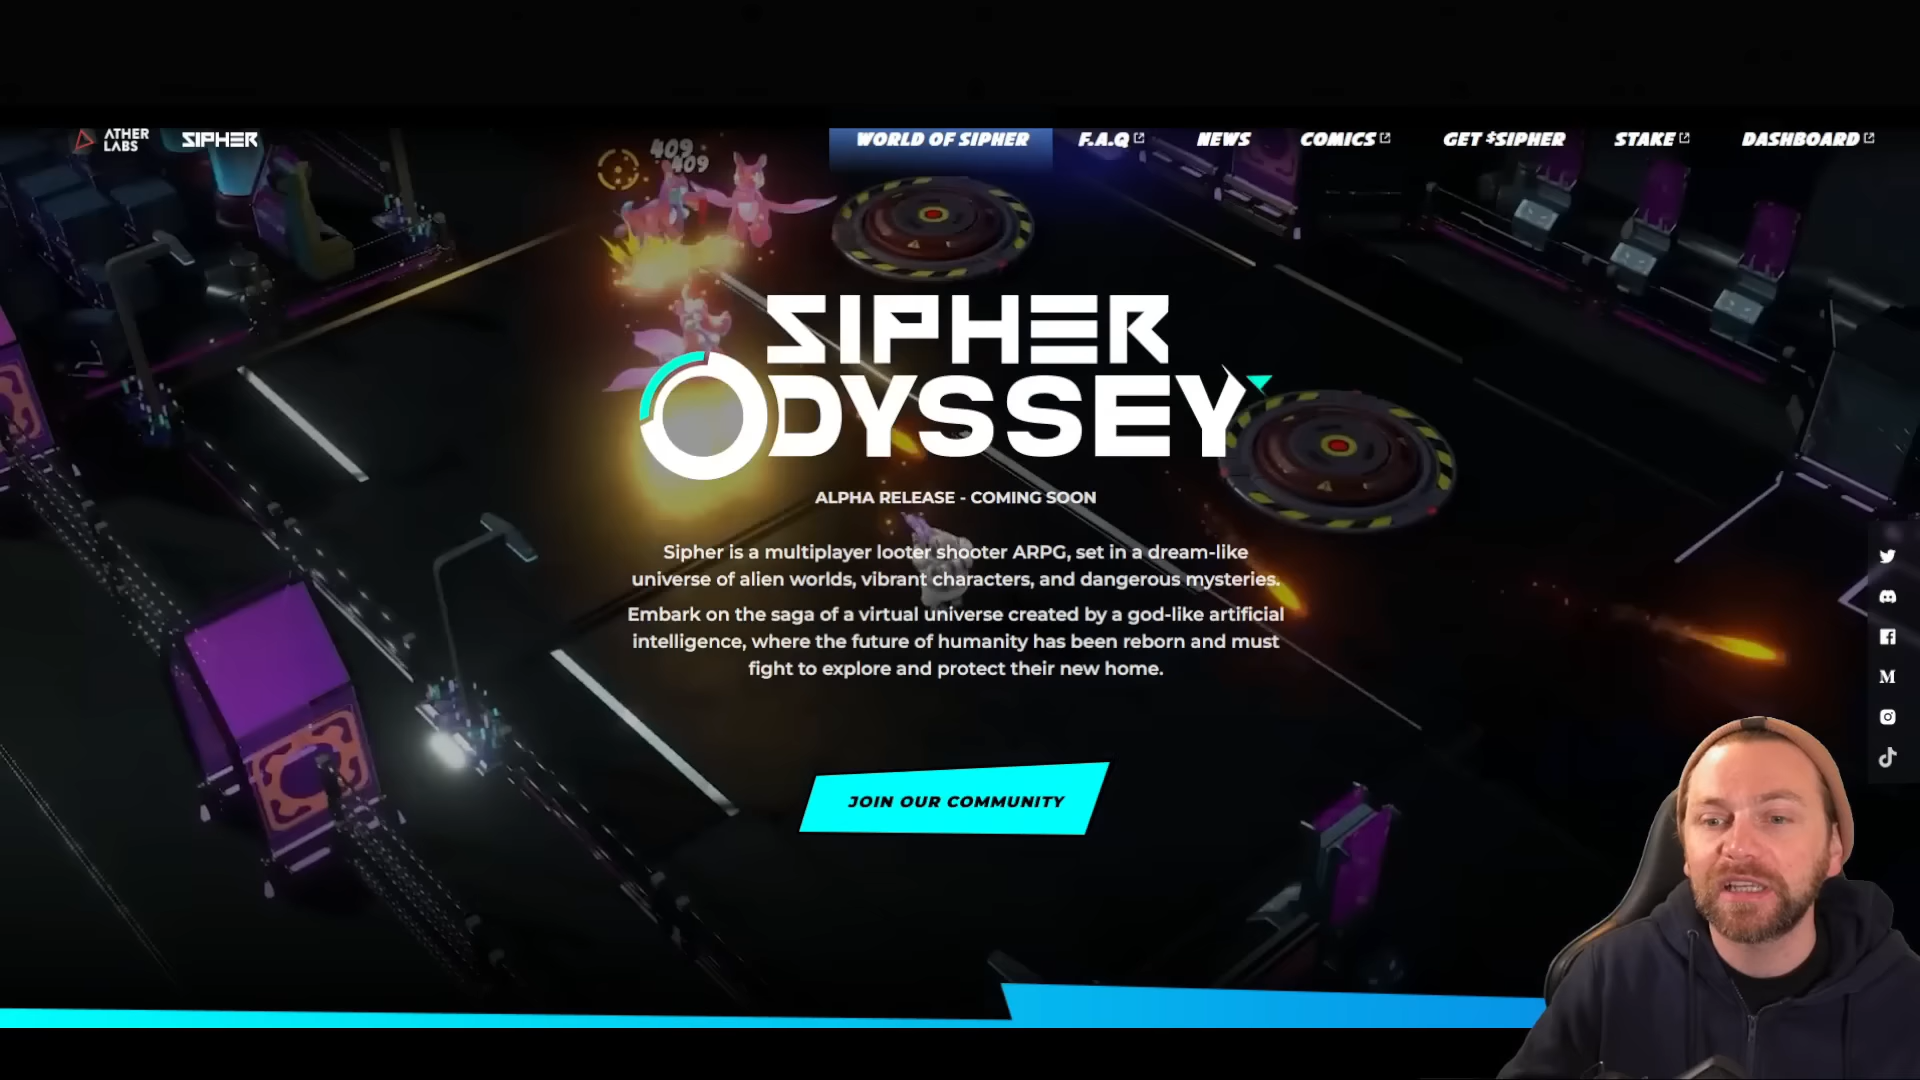 ATHER LABS
SIPHER
WORLD OF SIPHER
F.A.Q
NEWS
COMICS
GET $SIPHER
STAKE
DASHBOARD
409
409
SIPHER
ODYSSEY
ALPHA RELEASE - COMING SOON
Sipher is a multiplayer looter shooter ARPG, set in a dream-like
universe of alien worlds, vibrant characters, and dangerous mysteries.
Embark on the saga of a virtual universe created by a god-like artificial
intelligence, where the future of humanity has been reborn and must
fight to explore and protect their new home.
JOIN OUR COMMUNITY